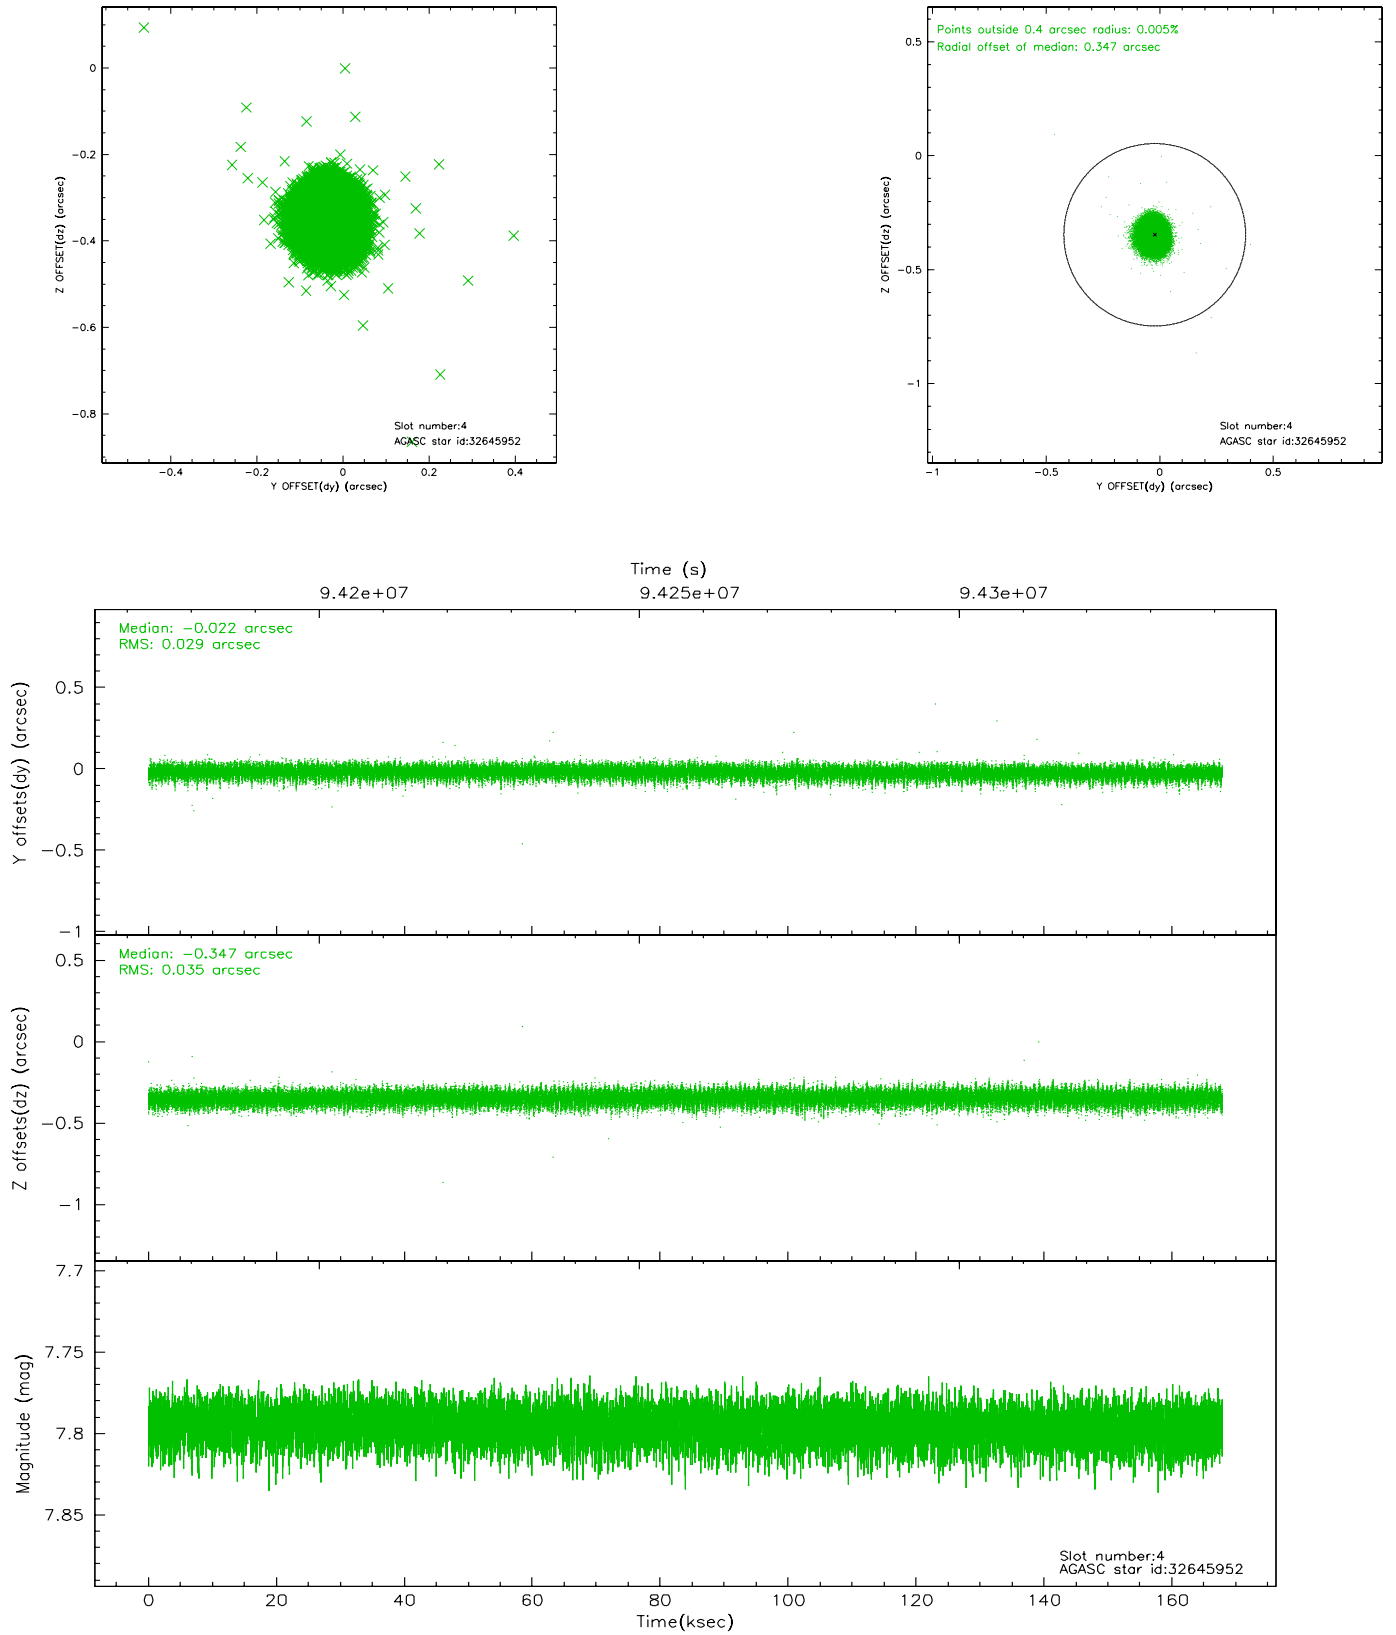 0
−0.2
−0.4
−0.6
−0.8
Z OFFSET(dz) (arcsec)
−0.4
−0.2
0
0.2
0.4
Y OFFSET(dy) (arcsec)
Slot number:4
AGASC star id:32645952
Points outside 0.4 arcsec radius: 0.005%
Radial offset of median: 0.347 arcsec
0.5
0
−0.5
−1
Z OFFSET(dz) (arcsec)
−1
−0.5
0
0.5
Y OFFSET(dy) (arcsec)
Slot number:4
AGASC star id:32645952
Time (s)
9.42e+07
9.425e+07
9.43e+07
Median: −0.022 arcsec
RMS: 0.029 arcsec
0.5
0
−0.5
−1
Y offsets(dy) (arcsec)
Median: −0.347 arcsec
RMS: 0.035 arcsec
0.5
0
−0.5
−1
Z offsets(dz) (arcsec)
7.7
7.75
7.8
7.85
Magnitude (mag)
Slot number:4
AGASC star id:32645952
0
20
40
60
80
100
120
140
160
Time(ksec)